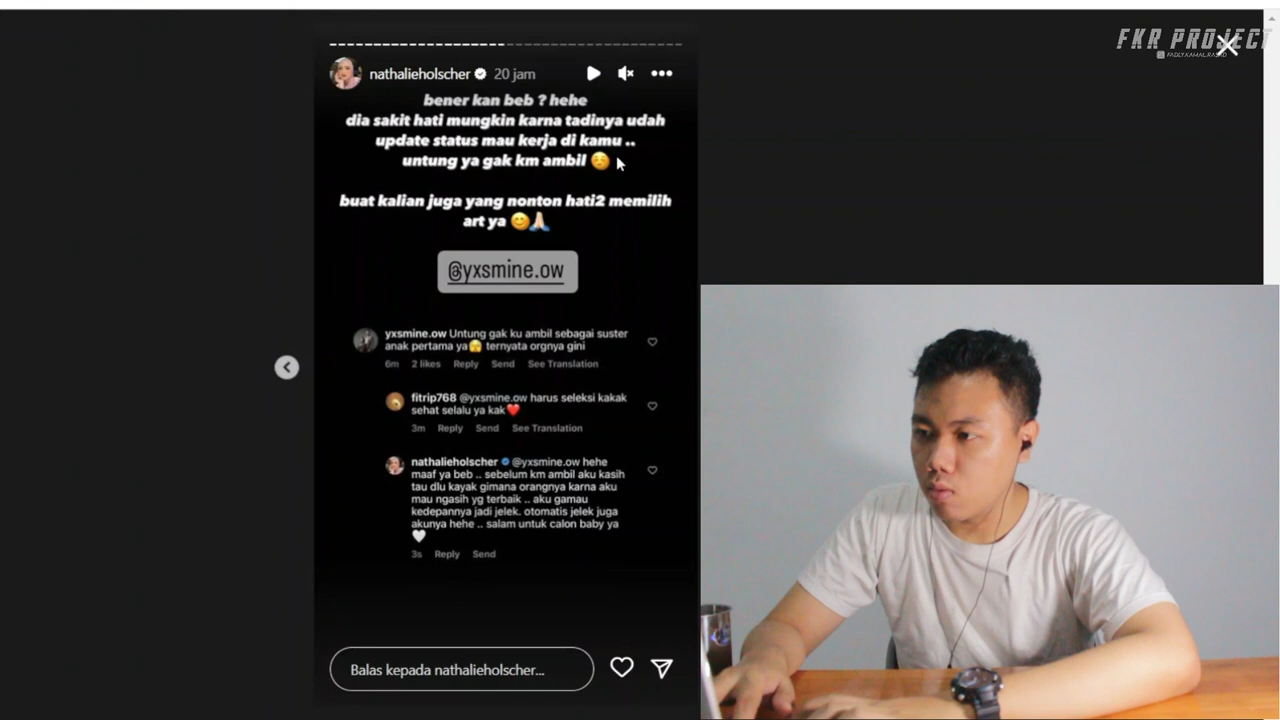 FKR PROJECT
FADLY.KAMAL.RASYID
nathalieholscher 20 jam
bener kan beb ? hehe
dia sakit hati mungkin karna tadinya udah
update status mau kerja di kamu ..
untung ya gak km ambil ☺️
buat kalian juga yang nonton hati2 memilih
art ya 😊🙏🏻
@yxsmine.ow
yxsmine.ow Untung gak ku ambil sebagai suster
anak pertama ya🫣 ternyata orgnya gini
6m 2 likes Reply Send See Translation
fitrip768 @yxsmine.ow harus seleksi kakak
sehat selalu ya kak❤️
3m Reply Send See Translation
nathalieholscher @yxsmine.ow hehe
maaf ya beb .. sebelum km ambil aku kasih
tau dlu kayak gimana orangnya karna aku
mau ngasih yg terbaik .. aku gamau
kedepannya jadi jelek. otomatis jelek juga
akunya hehe .. salam untuk calon baby ya
🤍
3s Reply Send
Balas kepada nathalieholscher...